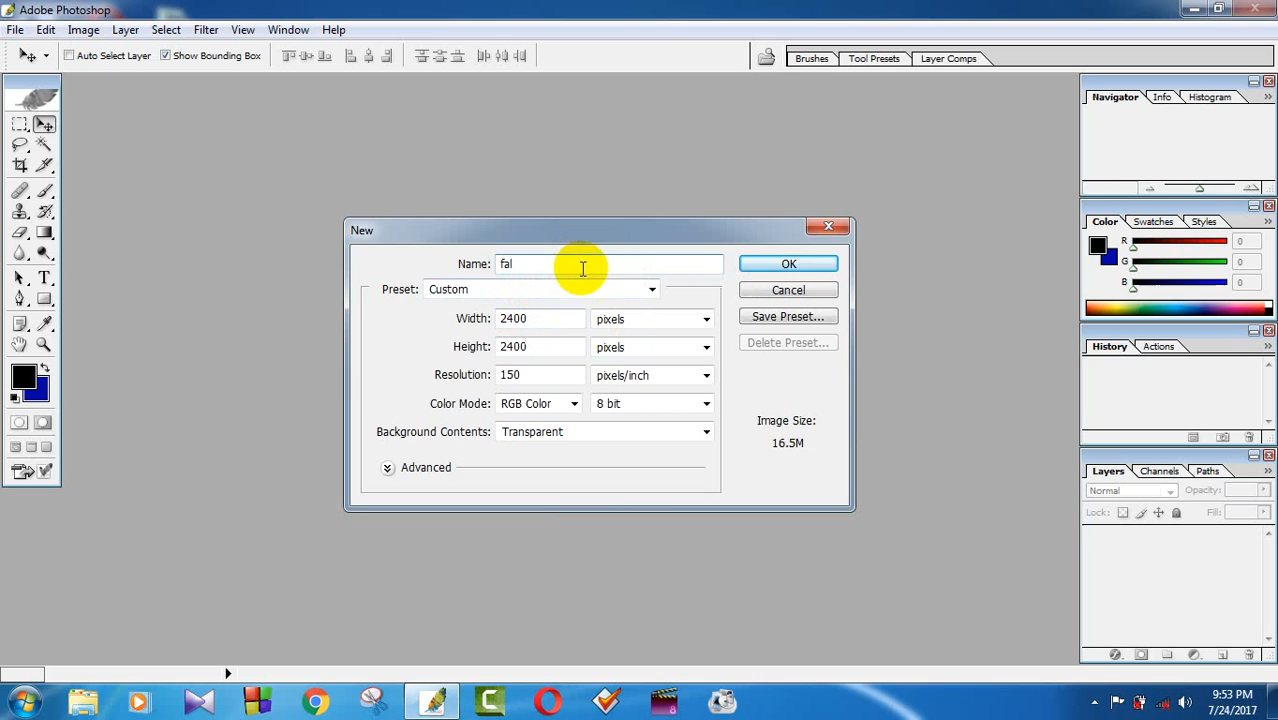 Adobe Photoshop
File Edit Image Layer Select Filter View Window Help
Auto Select Layer Show Bounding Box Brushes Tool Presets Layer Comps
Navigator Info Histogram
New
Name: fal OK
Preset: Custom Cancel
Width: 2400 pixels Save Preset...
Height: 2400 pixels Delete Preset...
Resolution: 150 pixels/inch
Color Mode: RGB Color 8 bit
Background Contents: Transparent
Image Size:
16.5M
Advanced
Color Swatches Styles
R 0
G 0
B 0
History Actions
Layers Channels Paths
Normal Opacity:
Lock: Fill:
9:53 PM
7/24/2017